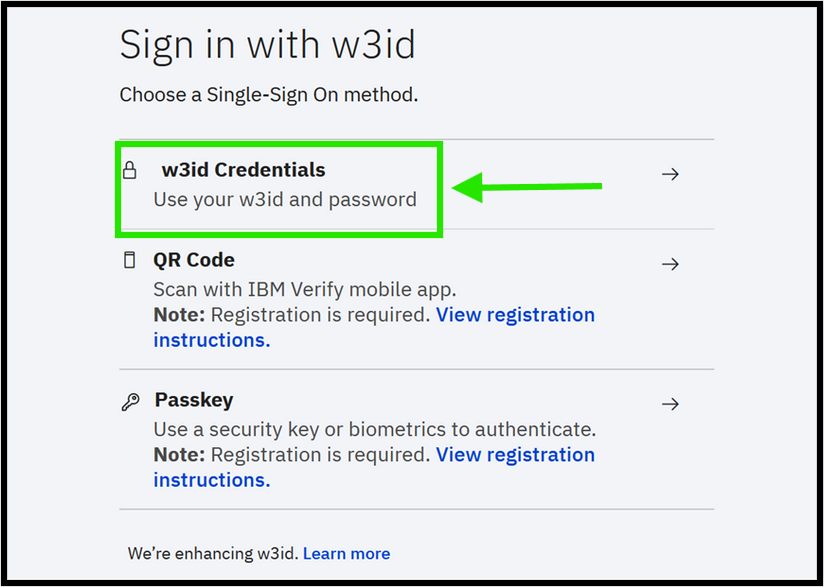 Sign in with w3id
Choose a Single-Sign On method.
w3id Credentials
Use your w3id and password
QR Code
Scan with IBM Verify mobile app.
Note: Registration is required. View registration
instructions.
Passkey
Use a security key or biometrics to authenticate.
Note: Registration is required. View registration
instructions.
We’re enhancing w3id. Learn more